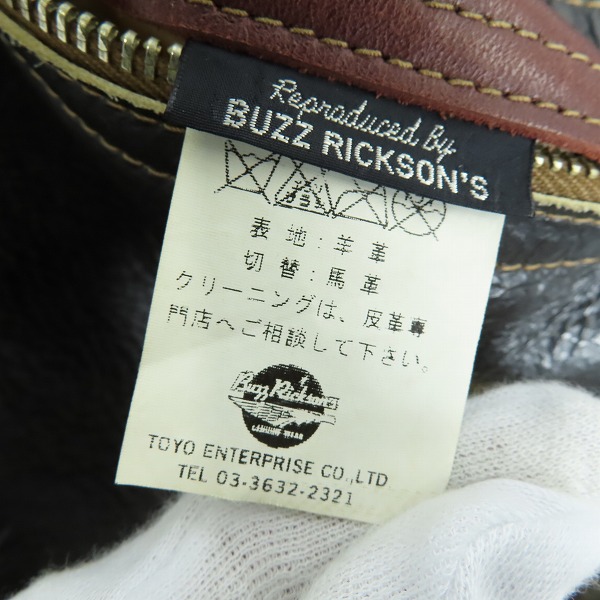 Reproduced By
BUZZ RICKSON'S
表地:羊革
切替:馬革
クリーニングは、皮革専
門店へご相談して下さい。
Buzz Rickson's
GENUINE WEAR
TOYO ENTERPRISE CO.,LTD
TEL 03-3632-2321